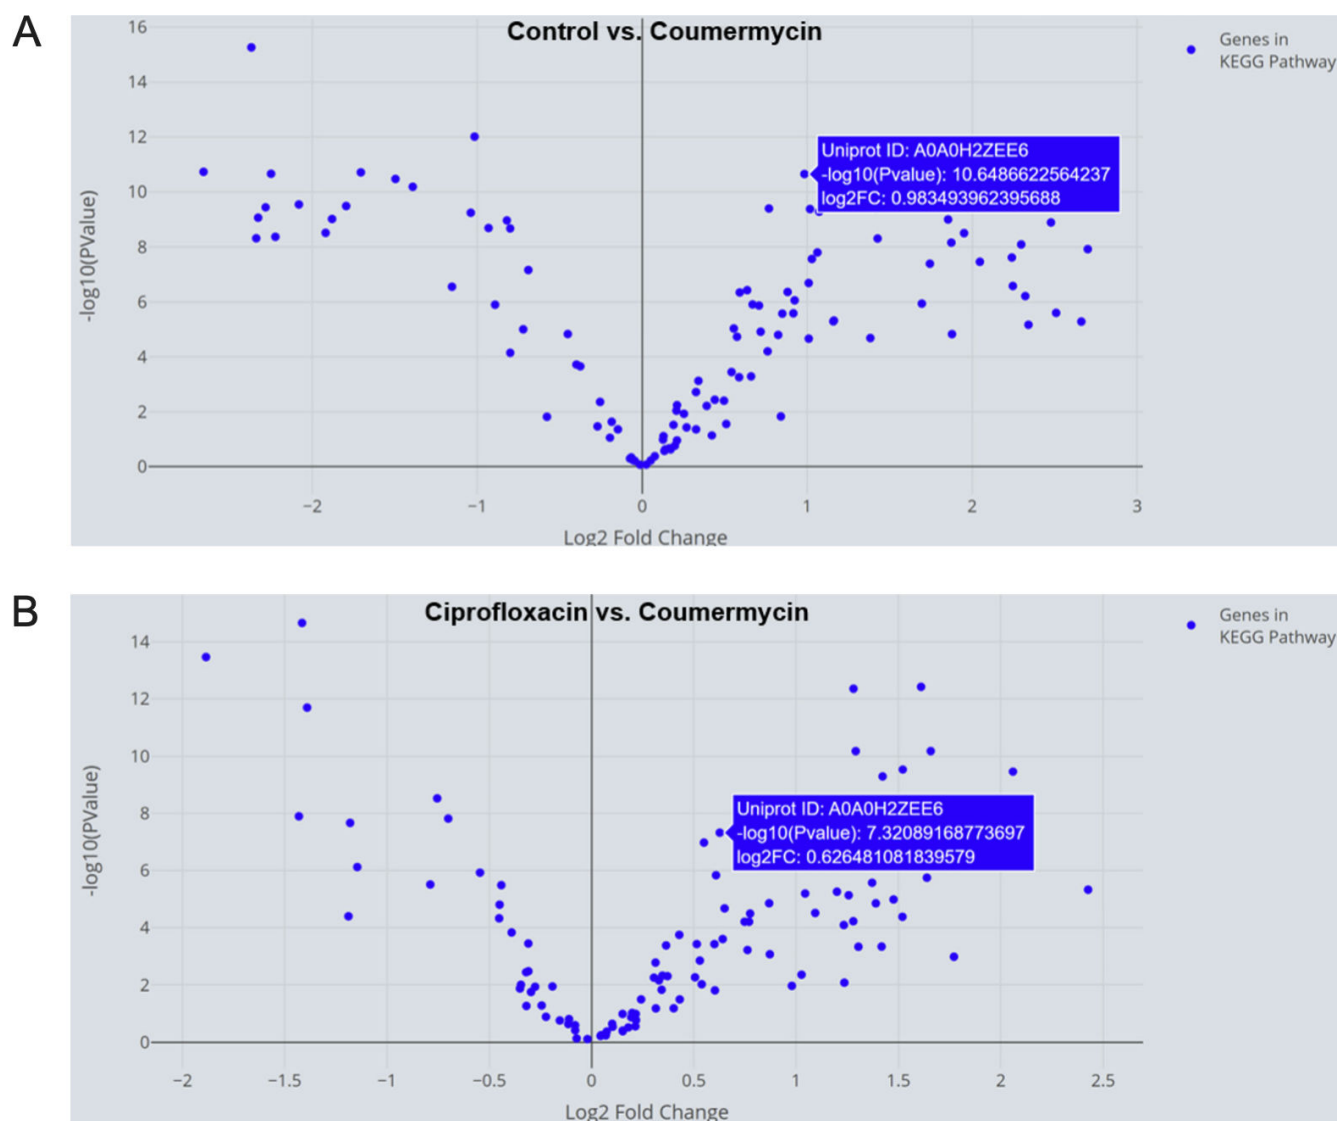 A
Control vs. Coumermycin
Genes in
KEGG Pathway
16
14
12
10
8
6
4
2
0
-log10(PValue)
Uniprot ID: A0A0H2ZEE6
-log10(Pvalue): 10.6486622564237
log2FC: 0.983493962395688
−2
−1
0
1
2
3
Log2 Fold Change
B
Ciprofloxacin vs. Coumermycin
Genes in
KEGG Pathway
14
12
10
8
6
4
2
0
-log10(PValue)
Uniprot ID: A0A0H2ZEE6
-log10(Pvalue): 7.32089168773697
log2FC: 0.626481081839579
−2
−1.5
−1
−0.5
0
0.5
1
1.5
2
2.5
Log2 Fold Change